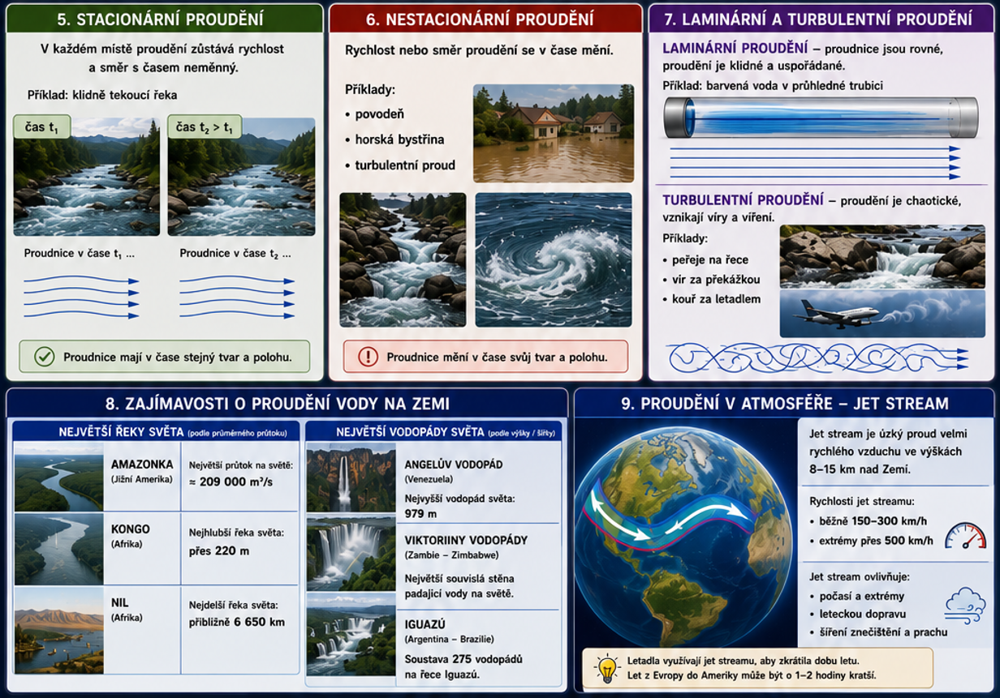 5. STACIONÁRNÍ PROUDĚNÍ
V každém místě proudění zůstává rychlost
a směr s časem neměnný.
Příklad: klidně tekoucí řeka
čas t₁
čas t₂ > t₁
Proudnice v čase t₁ ...
Proudnice v čase t₂ ...
Proudnice mají v čase stejný tvar a polohu.
6. NESTACIONÁRNÍ PROUDĚNÍ
Rychlost nebo směr proudění se v čase mění.
Příklady:
• povodeň
• horská bystřina
• turbulentní proud
Proudnice mění v čase svůj tvar a polohu.
7. LAMINÁRNÍ A TURBULENTNÍ PROUDĚNÍ
LAMINÁRNÍ PROUDĚNÍ – proudnice jsou rovné,
proudění je klidné a uspořádané.
Příklad: barvená voda v průhledné trubici
TURBULENTNÍ PROUDĚNÍ – proudění je chaotické,
vznikají víry a víření.
Příklady:
• peřeje na řece
• vir za překážkou
• kouř za letadlem
8. ZAJÍMAVOSTI O PROUDĚNÍ VODY NA ZEMI
NEJVĚTŠÍ ŘEKY SVĚTA (podle průměrného průtoku)
AMAZONKA
(Jižní Amerika)
Největší průtok na světě:
≈ 209 000 m³/s
KONGO
(Afrika)
Nejhlubší řeka světa:
přes 220 m
NIL
(Afrika)
Nejdelší řeka světa:
přibližně 6 650 km
NEJVĚTŠÍ VODOPÁDY SVĚTA (podle výšky / šířky)
ANGELŮV VODOPÁD
(Venezuela)
Nejvyšší vodopád světa:
979 m
VIKTORIINY VODOPÁDY
(Zambie – Zimbabwe)
Největší souvislá stěna
padající vody na světě.
IGUAZÚ
(Argentina – Brazílie)
Soustava 275 vodopádů
na řece Iguazú.
9. PROUDĚNÍ V ATMOSFÉŘE – JET STREAM
Jet stream je úzký proud velmi
rychlého vzduchu ve výškách
8–15 km nad Zemí.
Rychlosti jet streamu:
• běžně 150–300 km/h
• extrémy přes 500 km/h
Jet stream ovlivňuje:
• počasí a extrémy
• leteckou dopravu
• šíření znečištění a prachu
Letadla využívají jet streamu, aby zkrátila dobu letu.
Let z Evropy do Ameriky může být o 1–2 hodiny kratší.